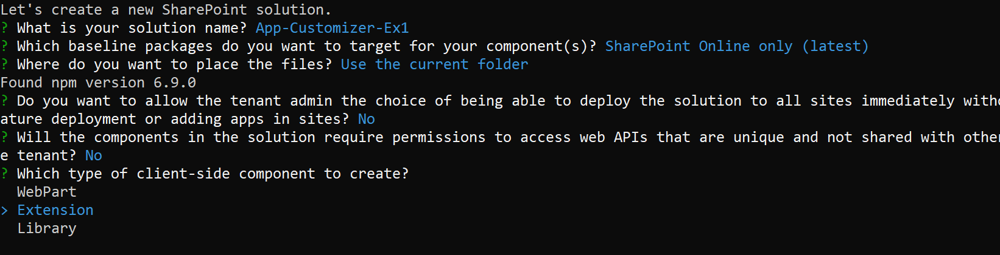 Let's create a new SharePoint solution.
? What is your solution name? App-Customizer-Ex1
? Which baseline packages do you want to target for your component(s)? SharePoint Online only (latest)
? Where do you want to place the files? Use the current folder
Found npm version 6.9.0
? Do you want to allow the tenant admin the choice of being able to deploy the solution to all sites immediately witho
ature deployment or adding apps in sites? No
? Will the components in the solution require permissions to access web APIs that are unique and not shared with other
e tenant? No
? Which type of client-side component to create?
WebPart
> Extension
Library